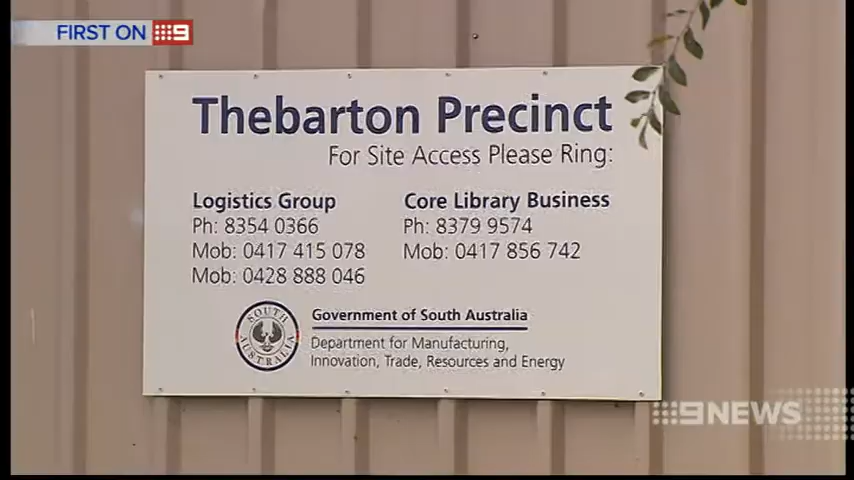 FIRST ON 9
Thebarton Precinct
For Site Access Please Ring:
Logistics Group
Ph: 8354 0366
Mob: 0417 415 078
Mob: 0428 888 046
Core Library Business
Ph: 8379 9574
Mob: 0417 856 742
SOUTH AUSTRALIA
Government of South Australia
Department for Manufacturing,
Innovation, Trade, Resources and Energy
9NEWS